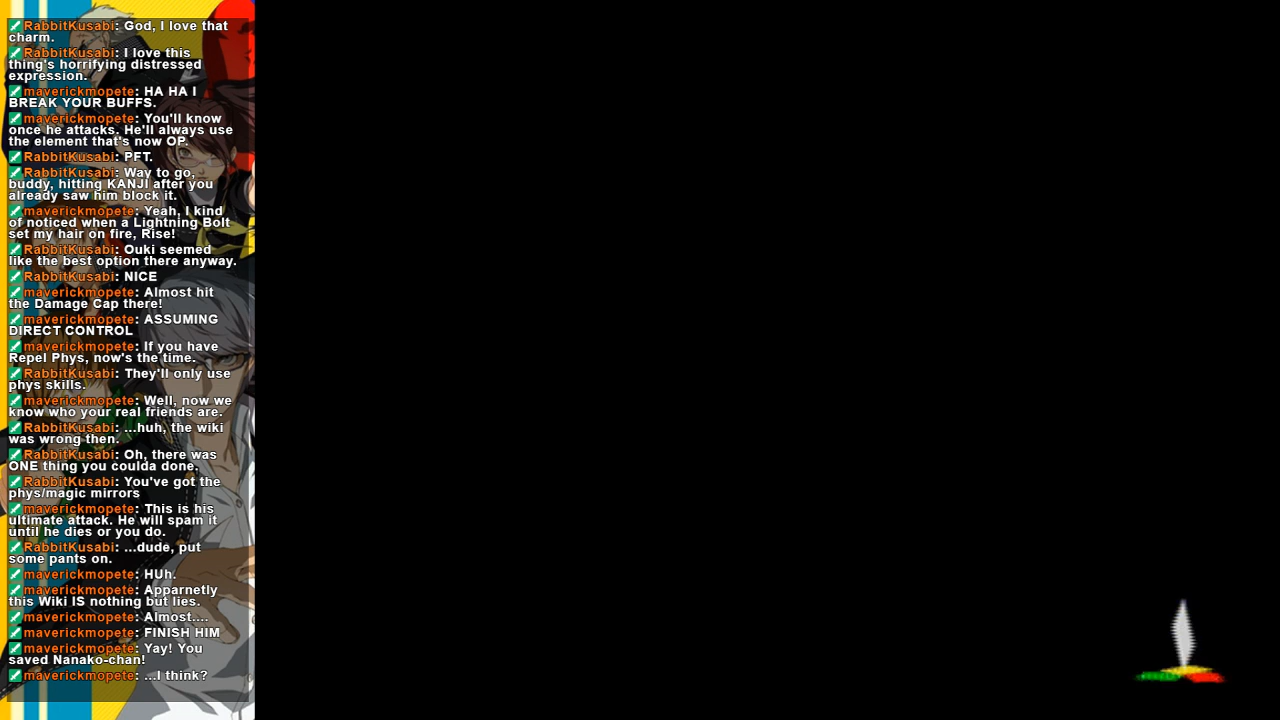 RabbitKusabi: God, I love that
charm.
RabbitKusabi: I love this
thing's horrifying distressed
expression.
maverickmopete: HA HA I
BREAK YOUR BUFFS.
maverickmopete: You'll know
once he attacks. He'll always use
the element that's now OP.
RabbitKusabi: PFT.
RabbitKusabi: Way to go,
buddy, hitting KANJI after you
already saw him block it.
maverickmopete: Yeah, I kind
of noticed when a Lightning Bolt
set my hair on fire, Rise!
RabbitKusabi: Ouki seemed
like the best option there anyway.
RabbitKusabi: NICE
maverickmopete: Almost hit
the Damage Cap there!
maverickmopete: ASSUMING
DIRECT CONTROL
maverickmopete: If you have
Repel Phys, now's the time.
RabbitKusabi: They'll only use
phys skills.
maverickmopete: Well, now we
know who your real friends are.
RabbitKusabi: ...huh, the wiki
was wrong then.
RabbitKusabi: Oh, there was
ONE thing you coulda done.
RabbitKusabi: You've got the
phys/magic mirrors
maverickmopete: This is his
ultimate attack. He will spam it
until he dies or you do.
RabbitKusabi: ...dude, put
some pants on.
maverickmopete: HUh.
maverickmopete: Apparnetly
this Wiki IS nothing but lies.
maverickmopete: Almost....
maverickmopete: FINISH HIM
maverickmopete: Yay! You
saved Nanako-chan!
maverickmopete: ...I think?